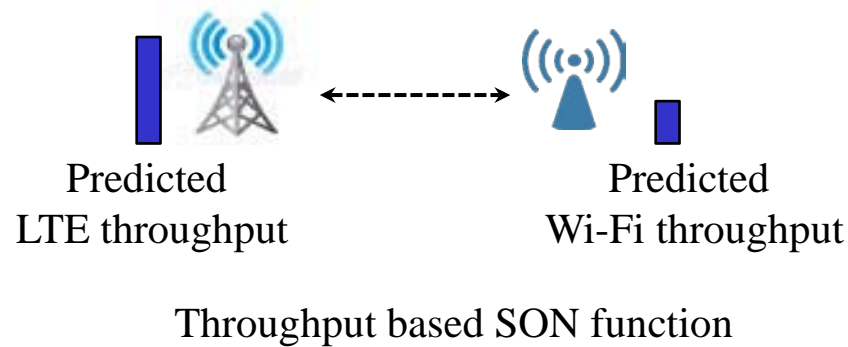 Predicted
LTE throughput
Predicted
Wi-Fi throughput
Throughput based SON function